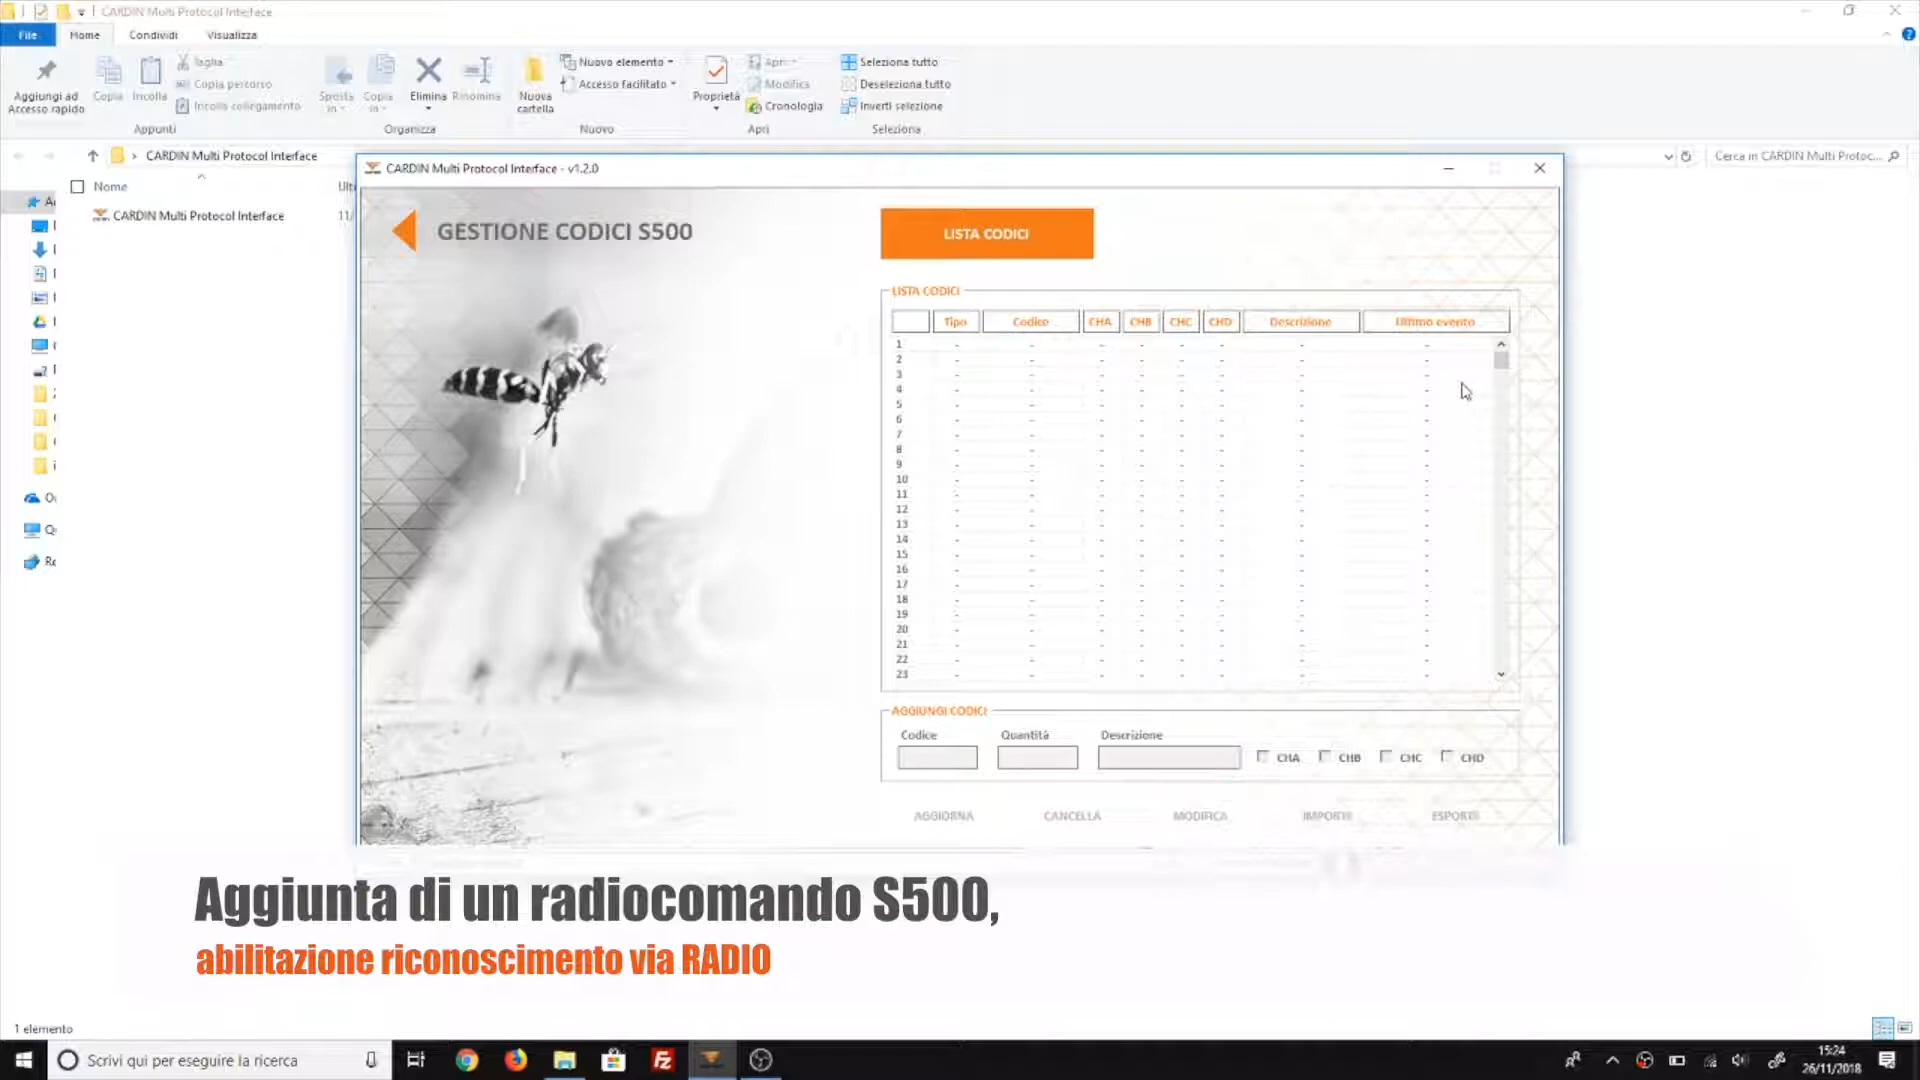 CARDIN Multi Protocol Interface
File Home Condividi Visualizza
Aggiungi ad Accesso rapido
Copia
Incolla
Taglia
Copia percorso
Incolla collegamento
Appunti
Sposta in
Copia in
Elimina
Rinomina
Organizza
Nuova cartella
Nuovo elemento
Accesso facilitato
Nuovo
Proprietà
Apri
Modifica
Cronologia
Apri
Seleziona tutto
Deseleziona tutto
Inverti selezione
Seleziona
CARDIN Multi Protocol Interface
Cerca in CARDIN Multi Protoc...
Nome
CARDIN Multi Protocol Interface
CARDIN Multi Protocol Interface - v1.2.0
GESTIONE CODICI S500
LISTA CODICI
LISTA CODICI
Tipo Codice CHA CHB CHC CHD Descrizione Ultimo evento
1 - - - - - - - -
2 - - - - - - - -
3 - - - - - - - -
4 - - - - - - - -
5 - - - - - - - -
6 - - - - - - - -
7 - - - - - - - -
8 - - - - - - - -
9 - - - - - - - -
10 - - - - - - - -
11 - - - - - - - -
12 - - - - - - - -
13 - - - - - - - -
14 - - - - - - - -
15 - - - - - - - -
16 - - - - - - - -
17 - - - - - - - -
18 - - - - - - - -
19 - - - - - - - -
20 - - - - - - - -
21 - - - - - - - -
22 - - - - - - - -
23 - - - - - - - -
AGGIUNGI CODICI
Codice Quantità Descrizione
CHA CHB CHC CHD
AGGIORNA CANCELLA MODIFICA IMPORTA ESPORTA
Aggiunta di un radiocomando S500,
abilitazione riconoscimento via RADIO
1 elemento
Scrivi qui per eseguire la ricerca
15:24
26/11/2018